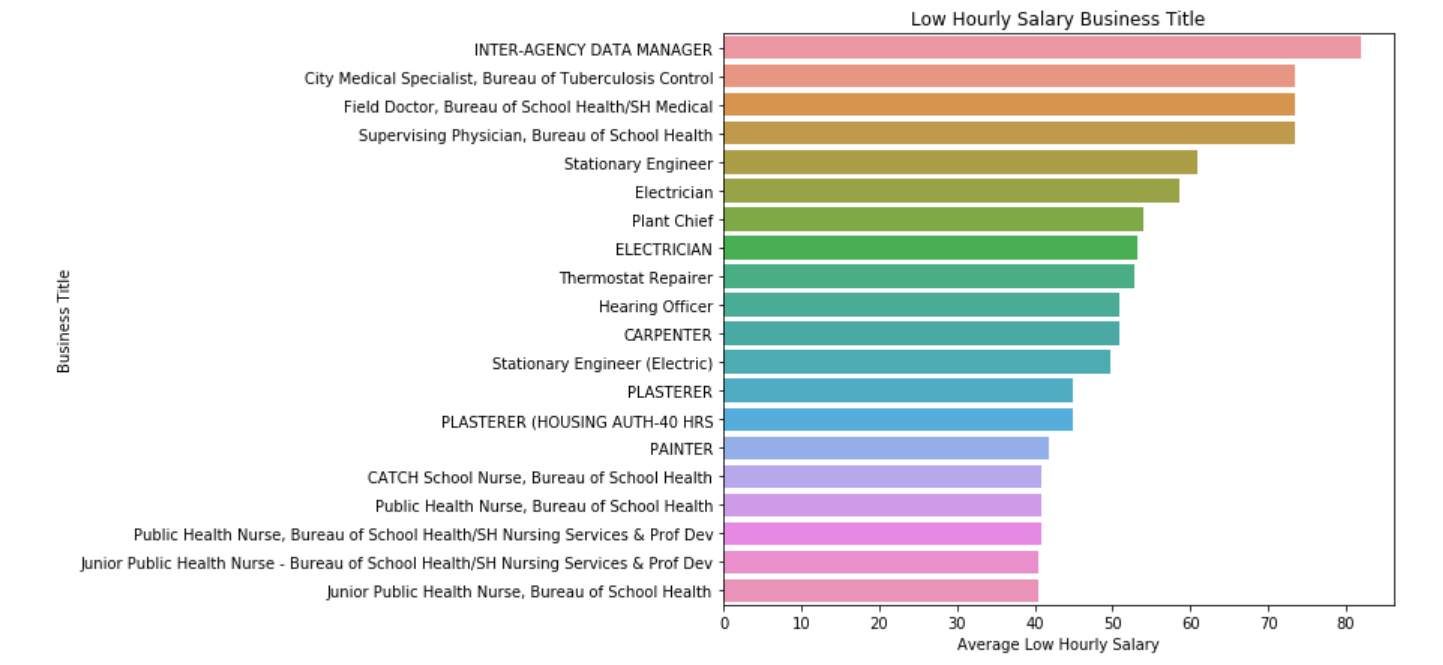 Low Hourly Salary Business Title
INTER-AGENCY DATA MANAGER
City Medical Specialist, Bureau of Tuberculosis Control
Field Doctor, Bureau of School Health/SH Medical
Supervising Physician, Bureau of School Health
Stationary Engineer
Electrician
Plant Chief
ELECTRICIAN
Thermostat Repairer
Hearing Officer
CARPENTER
Stationary Engineer (Electric)
PLASTERER
PLASTERER (HOUSING AUTH-40 HRS
PAINTER
CATCH School Nurse, Bureau of School Health
Public Health Nurse, Bureau of School Health
Public Health Nurse, Bureau of School Health/SH Nursing Services & Prof Dev
Junior Public Health Nurse - Bureau of School Health/SH Nursing Services & Prof Dev
Junior Public Health Nurse, Bureau of School Health
Business Title
0 10 20 30 40 50 60 70 80
Average Low Hourly Salary